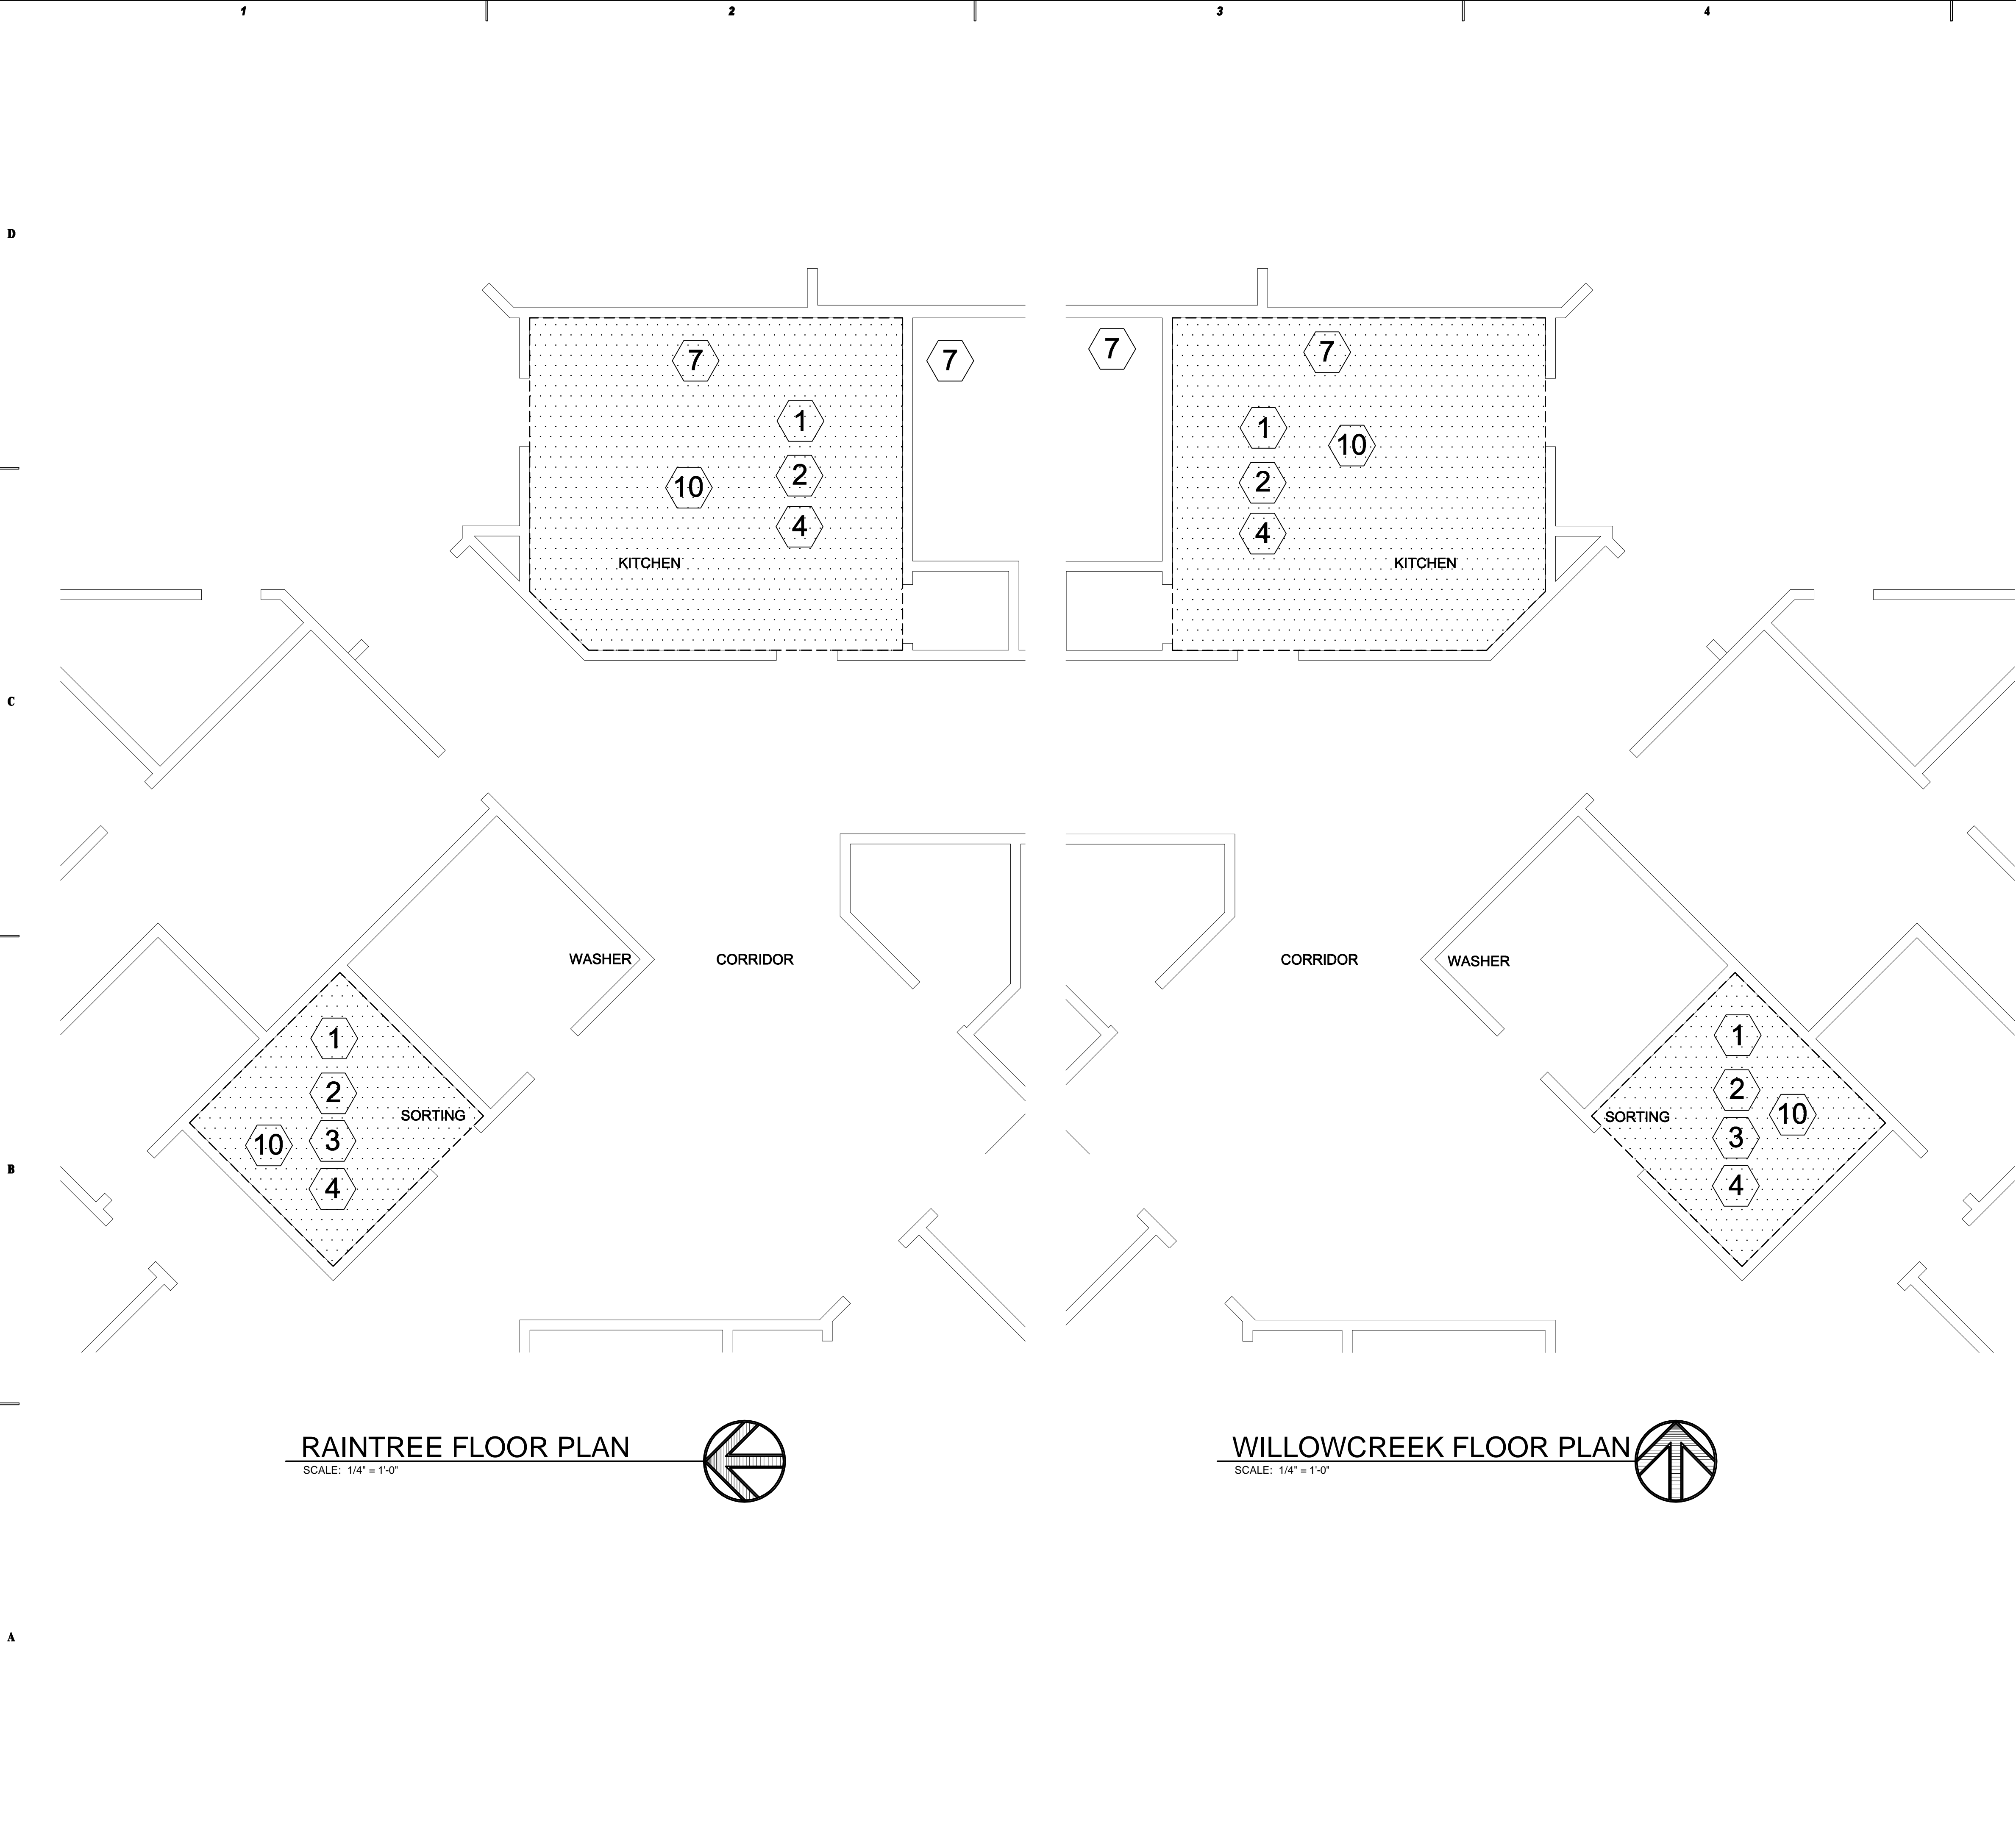 1 2 3 4
D
7 7 7 7
1 1
10
2 10 2
4 4
KITCHEN KITCHEN
C
WASHER CORRIDOR CORRIDOR WASHER
1 1
2 2
SORTING 10 SORTING
10 3 3
B
4 4
RAINTREE FLOOR PLAN WILLOWCREEK FLOOR PLAN
SCALE: 1/4" = 1'-0" SCALE: 1/4" = 1'-0"
A